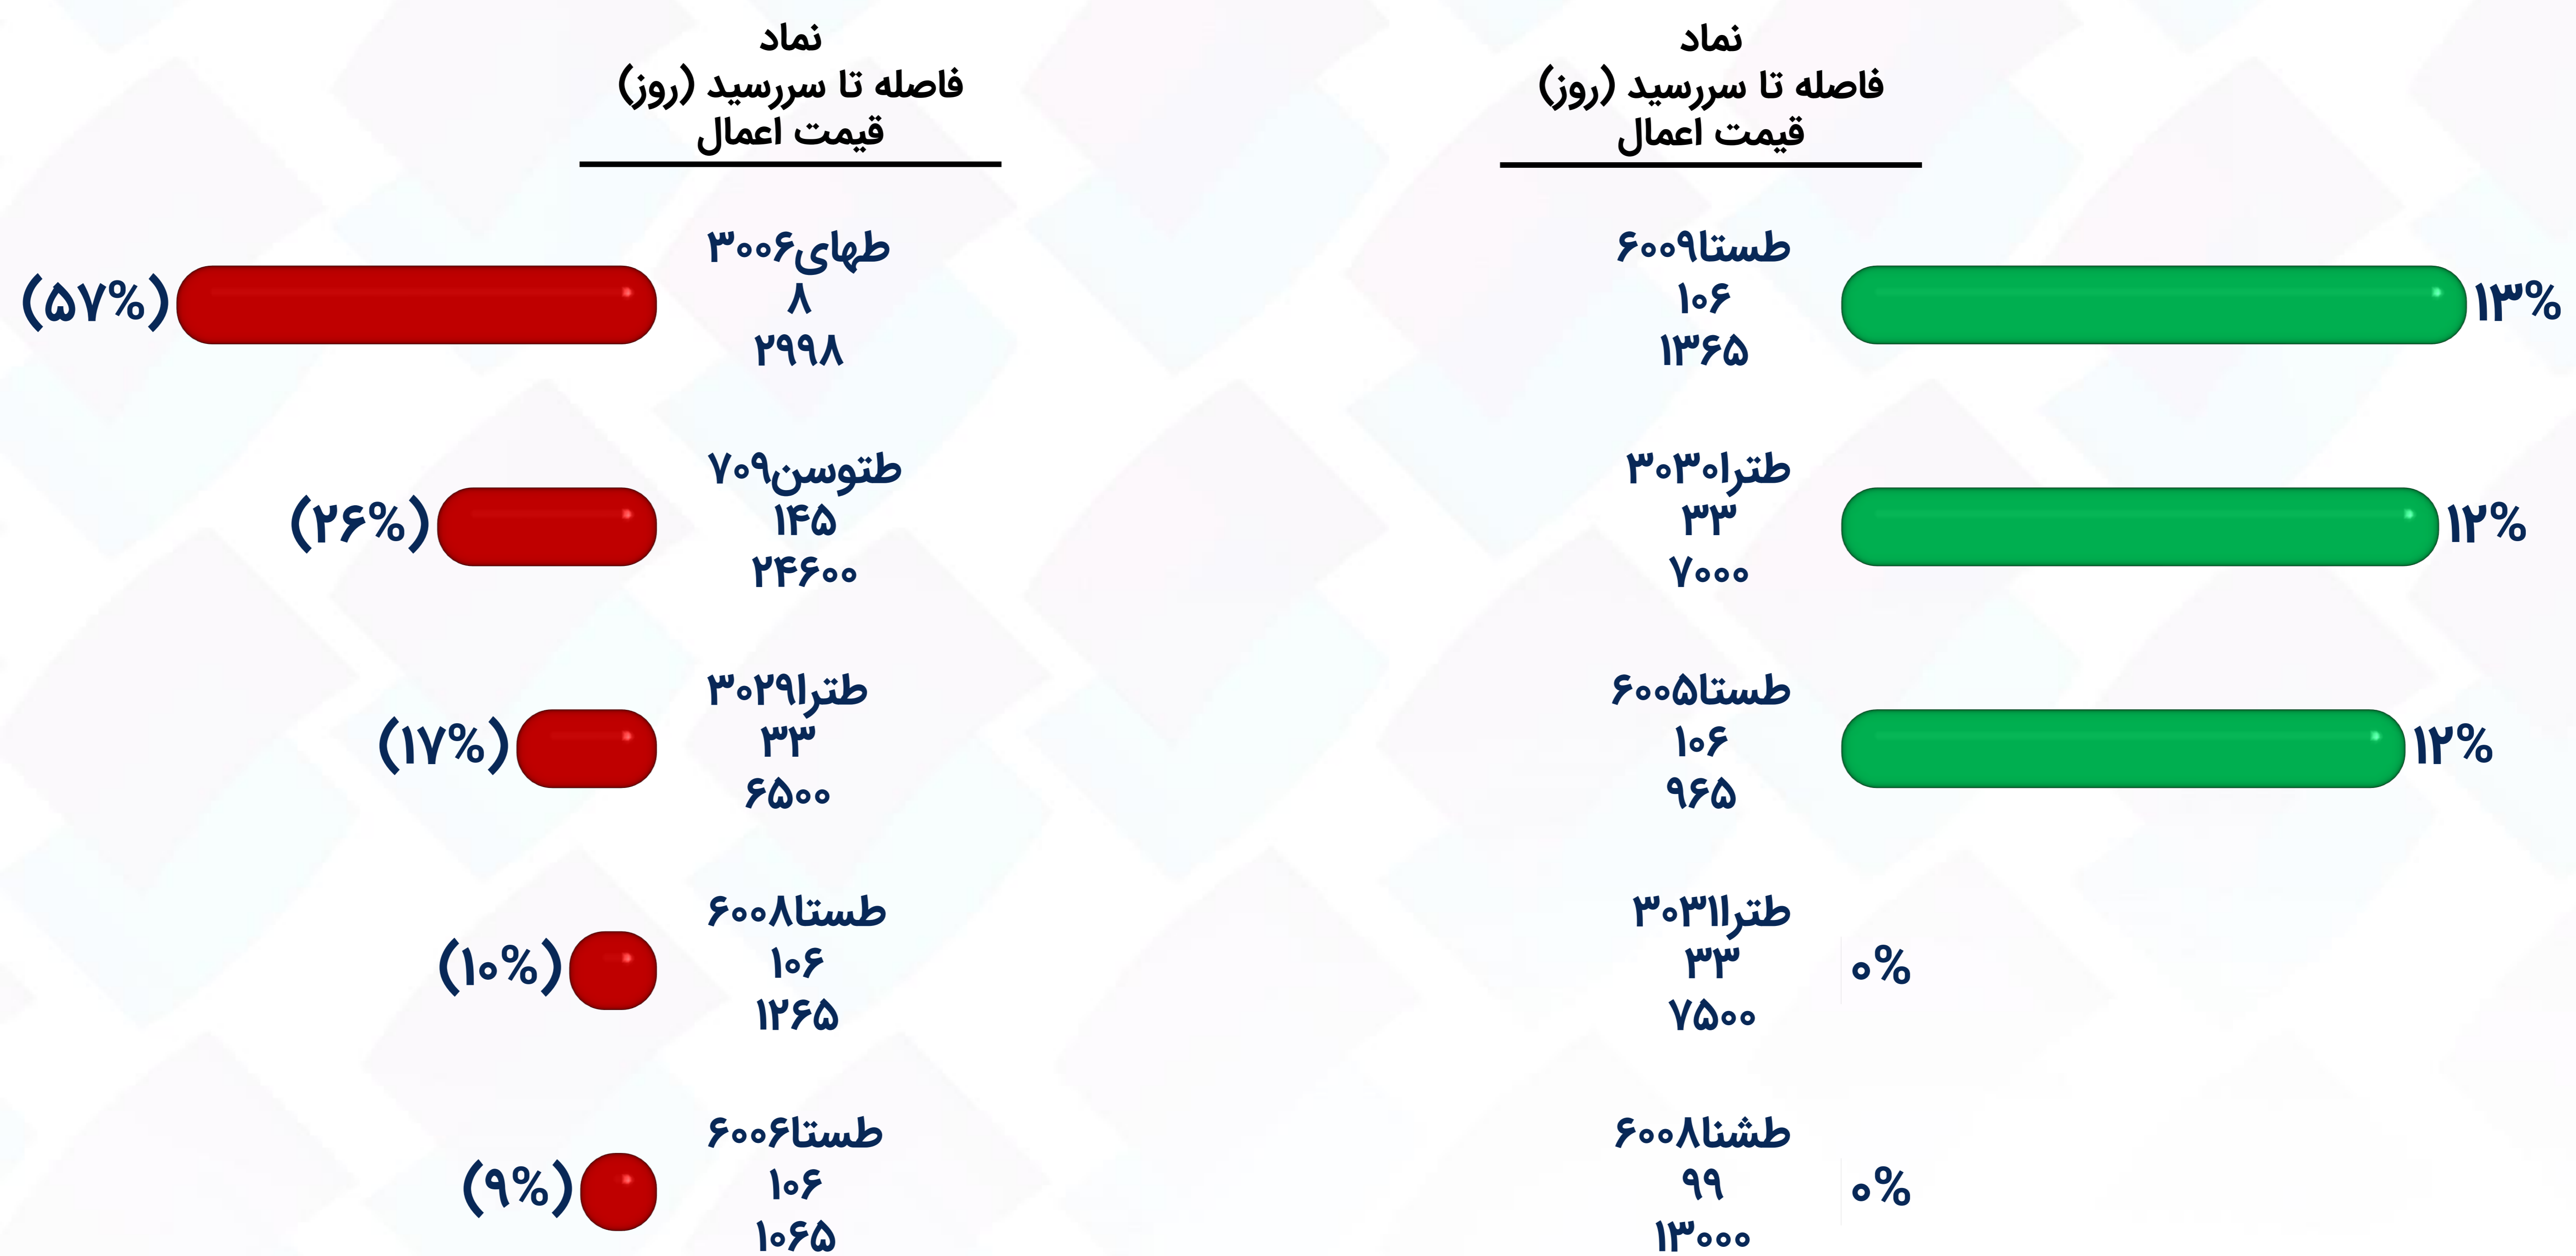 نماد
فاصله تا سررسید (روز)
قیمت اعمال
طستا۶۰۰۹
۱۰۶
۱۳۶۵
۱۳%
طترا۳۰۳۰
۳۳
۷۰۰۰
۱۲%
طستا۶۰۰۵
۱۰۶
۹۶۵
۱۲%
طترا۳۰۳۱
۳۳
۷۵۰۰
۰%
طشنا۶۰۰۸
۹۹
۱۳۰۰۰
۰%
نماد
فاصله تا سررسید (روز)
قیمت اعمال
طهای۳۰۰۶
۸
۲۹۹۸
(۵۷%)
طتوسن۷۰۹
۱۴۵
۲۴۶۰۰
(۲۶%)
طترا۳۰۲۹
۳۳
۶۵۰۰
(۱۷%)
طستا۶۰۰۸
۱۰۶
۱۲۶۵
(۱۰%)
طستا۶۰۰۶
۱۰۶
۱۰۶۵
(۹%)